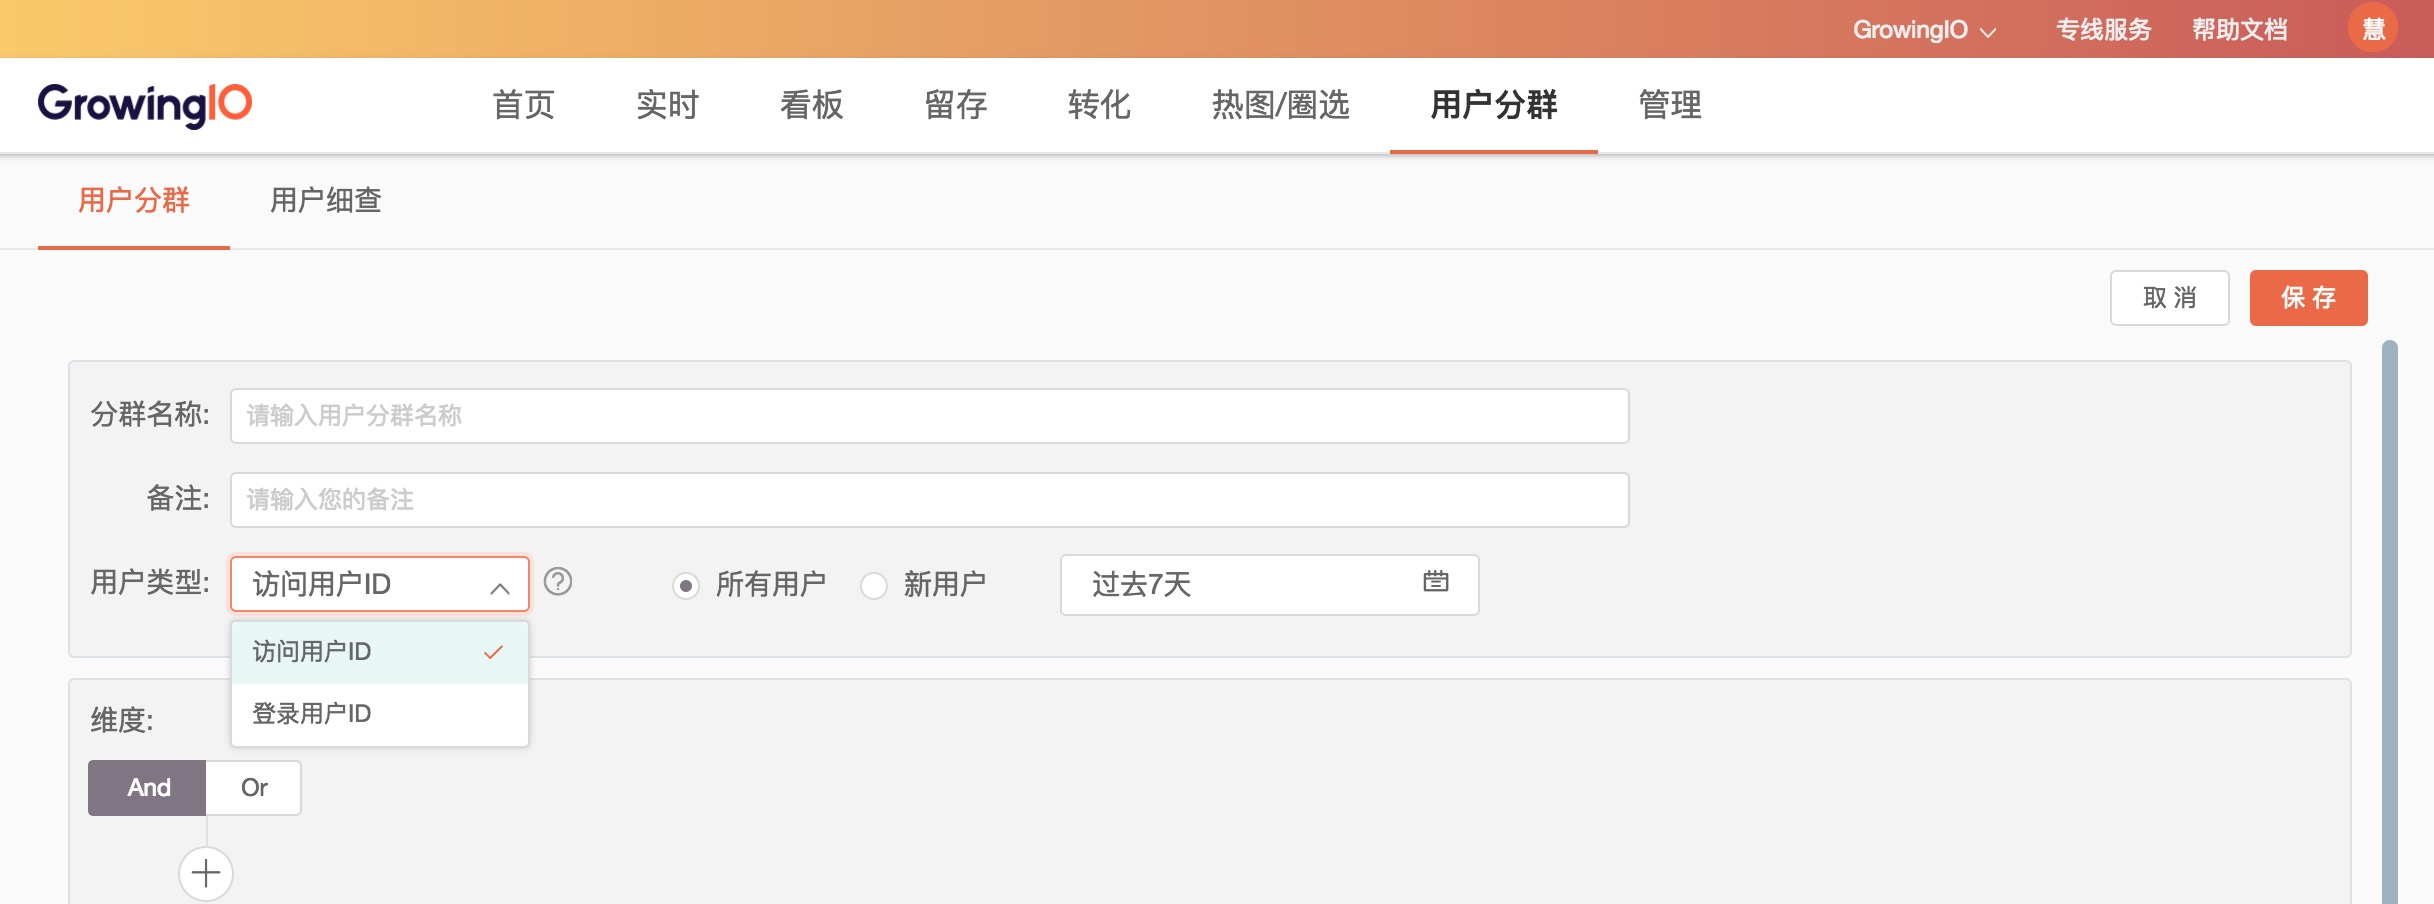 GrowingIO 专线服务 帮助文档 慧
GrowingIO 首页 实时 看板 留存 转化 热图/圈选 用户分群 管理
用户分群 用户细查
取 消 保 存
分群名称: 请输入用户分群名称
备注: 请输入您的备注
用户类型: 访问用户ID 所有用户 新用户 过去7天
访问用户ID
登录用户ID
维度:
And Or